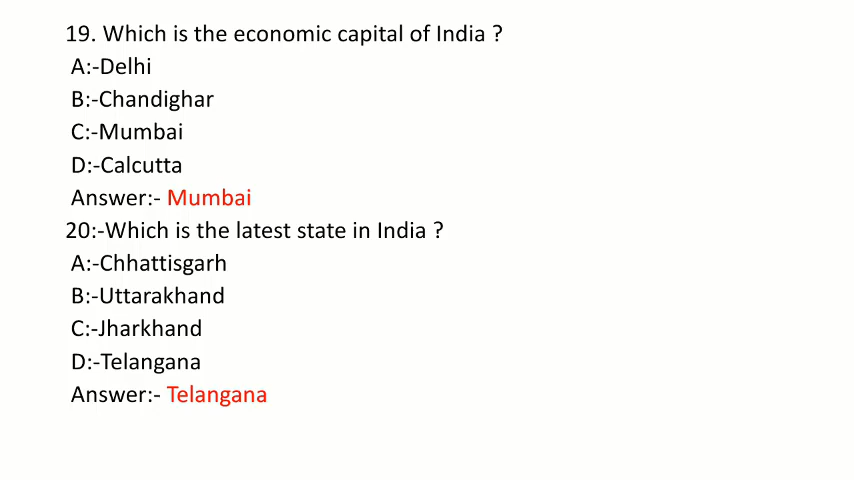 19. Which is the economic capital of India ?
A:-Delhi
B:-Chandighar
C:-Mumbai
D:-Calcutta
Answer:- Mumbai
20:-Which is the latest state in India ?
A:-Chhattisgarh
B:-Uttarakhand
C:-Jharkhand
D:-Telangana
Answer:- Telangana